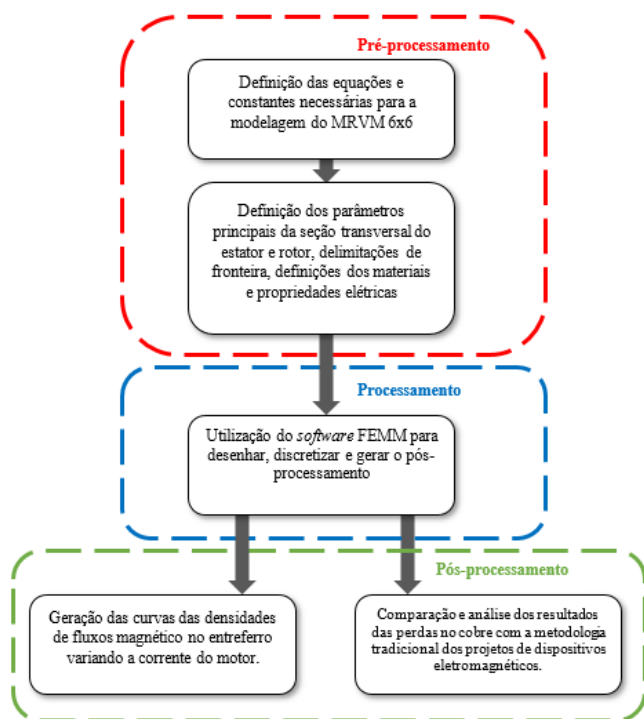 Pré-processamento
Definição das equações e
constantes necessárias para a
modelagem do MRVM 6x6
Definição dos parâmetros
principais da seção transversal do
estator e rotor, delimitações de
fronteira, definições dos materiais
e propriedades elétricas
Processamento
Utilização do software FEMM para
desenhar, discretizar e gerar o pós-
processamento
Pós-processamento
Geração das curvas das densidades
de fluxos magnético no entreferro
variando a corrente do motor.
Comparação e análise dos resultados
das perdas no cobre com a metodologia
tradicional dos projetos de dispositivos
eletromagnéticos.